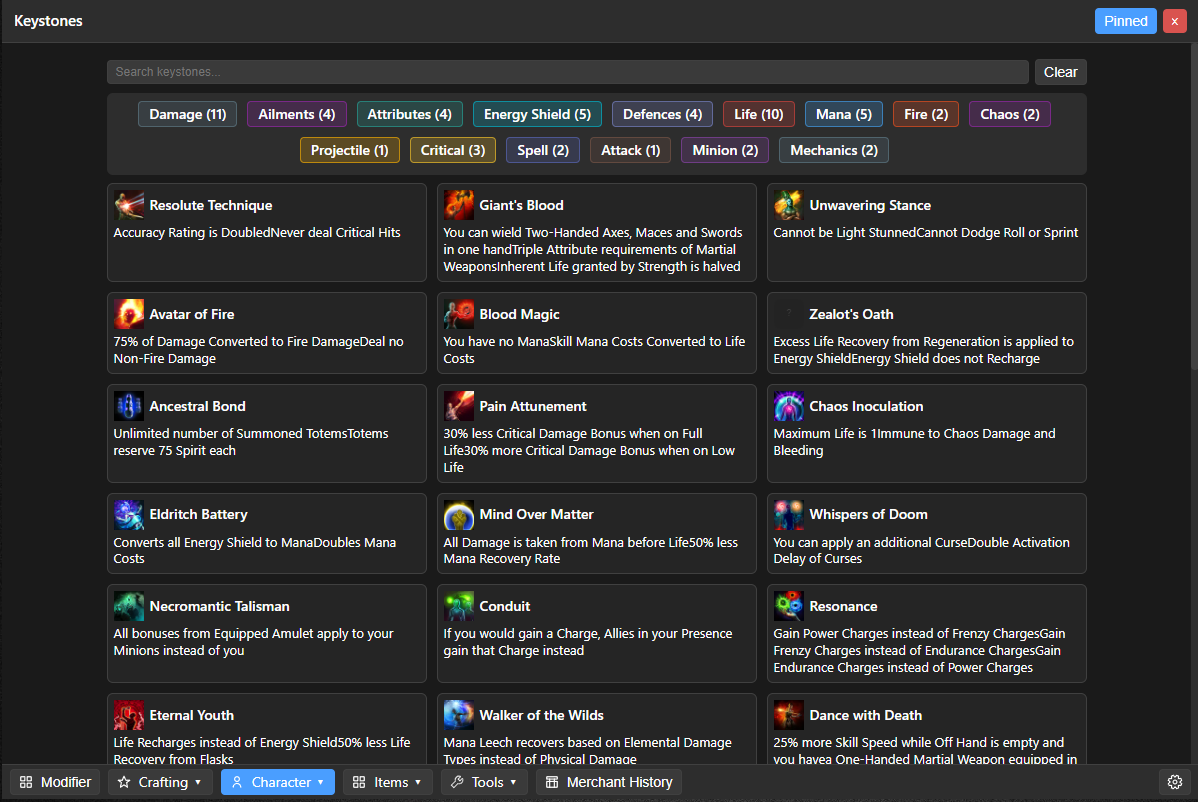 Keystones
Pinned
x
Search keystones...
Clear
Damage (11)
Ailments (4)
Attributes (4)
Energy Shield (5)
Defences (4)
Life (10)
Mana (5)
Fire (2)
Chaos (2)
Projectile (1)
Critical (3)
Spell (2)
Attack (1)
Minion (2)
Mechanics (2)
Resolute Technique
Accuracy Rating is DoubledNever deal Critical Hits
Giant's Blood
You can wield Two-Handed Axes, Maces and Swords
in one handTriple Attribute requirements of Martial
WeaponsInherent Life granted by Strength is halved
Unwavering Stance
Cannot be Light StunnedCannot Dodge Roll or Sprint
Avatar of Fire
75% of Damage Converted to Fire DamageDeal no
Non-Fire Damage
Blood Magic
You have no ManaSkill Mana Costs Converted to Life
Costs
Zealot's Oath
Excess Life Recovery from Regeneration is applied to
Energy ShieldEnergy Shield does not Recharge
Ancestral Bond
Unlimited number of Summoned TotemsTotems
reserve 75 Spirit each
Pain Attunement
30% less Critical Damage Bonus when on Full
Life30% more Critical Damage Bonus when on Low
Life
Chaos Inoculation
Maximum Life is 1Immune to Chaos Damage and
Bleeding
Eldritch Battery
Converts all Energy Shield to ManaDoubles Mana
Costs
Mind Over Matter
All Damage is taken from Mana before Life50% less
Mana Recovery Rate
Whispers of Doom
You can apply an additional CurseDouble Activation
Delay of Curses
Necromantic Talisman
All bonuses from Equipped Amulet apply to your
Minions instead of you
Conduit
If you would gain a Charge, Allies in your Presence
gain that Charge instead
Resonance
Gain Power Charges instead of Frenzy ChargesGain
Frenzy Charges instead of Endurance ChargesGain
Endurance Charges instead of Power Charges
Eternal Youth
Life Recharges instead of Energy Shield50% less Life
Recovery from Flasks
Walker of the Wilds
Mana Leech recovers based on Elemental Damage
Types instead of Physical Damage
Dance with Death
25% more Skill Speed while Off Hand is empty and
you havea One-Handed Martial Weapon equipped in
Modifier
Crafting
Character
Items
Tools
Merchant History